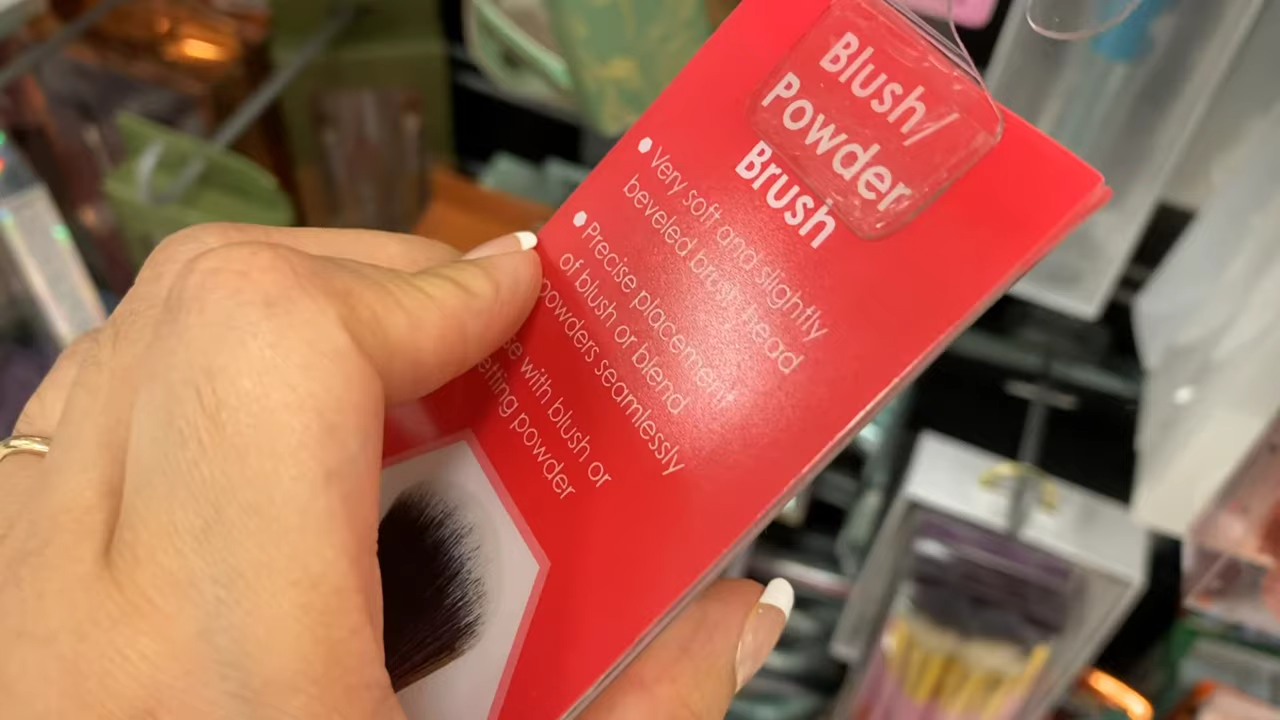 Blush/
Powder
Brush
• Very soft and slightly
beveled brush head
• Precise placement
of blush or blend
powders seamlessly
with blush or
setting powder